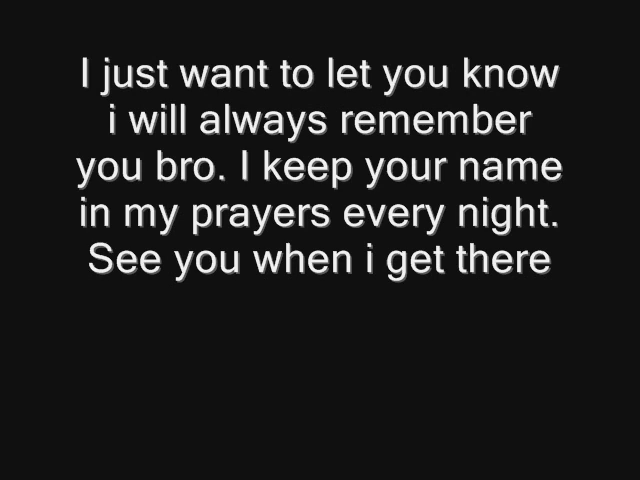 I just want to let you know
i will always remember
you bro. I keep your name
in my prayers every night.
See you when i get there